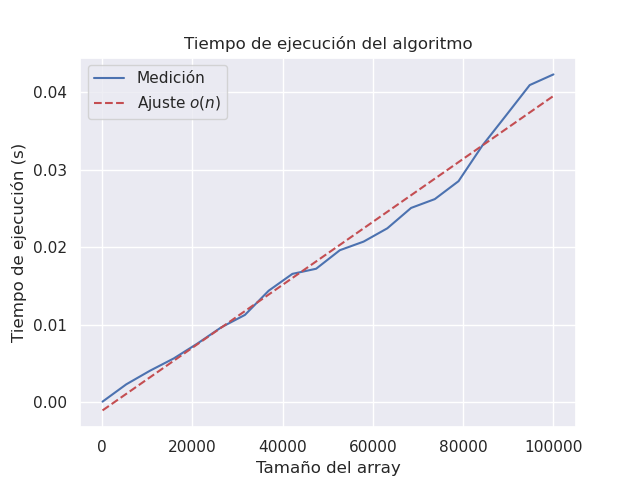 Tiempo de ejecución del algoritmo
Medición
Ajuste o(n)
Tiempo de ejecución (s)
0.04
0.03
0.02
0.01
0.00
0 20000 40000 60000 80000 100000
Tamaño del array